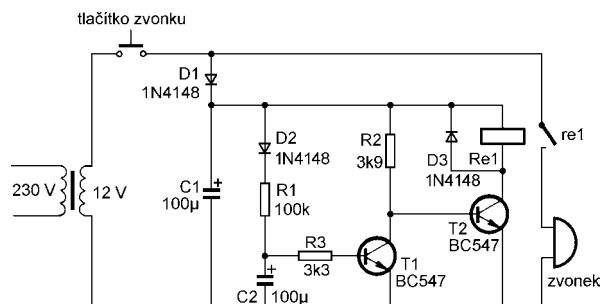 tlačítko zvonku
D1
1N4148
D2
1N4148
R2
3k9
D3
1N4148
Re1
re1
230 V
12 V
C1
100µ
R1
100k
R3
3k3
T1
BC547
T2
BC547
zvonek
C2
100µ